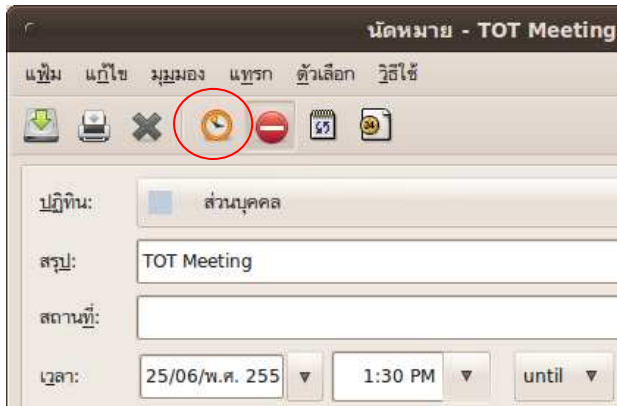 นัดหมาย - TOT Meeting
แฟ้ม แก้ไข มุมมอง แทรก ตัวเลือก วิธีใช้
ปฏิทิน: ส่วนบุคคล
สรุป: TOT Meeting
สถานที่:
เวลา: 25/06/พ.ศ. 255 1:30 PM until